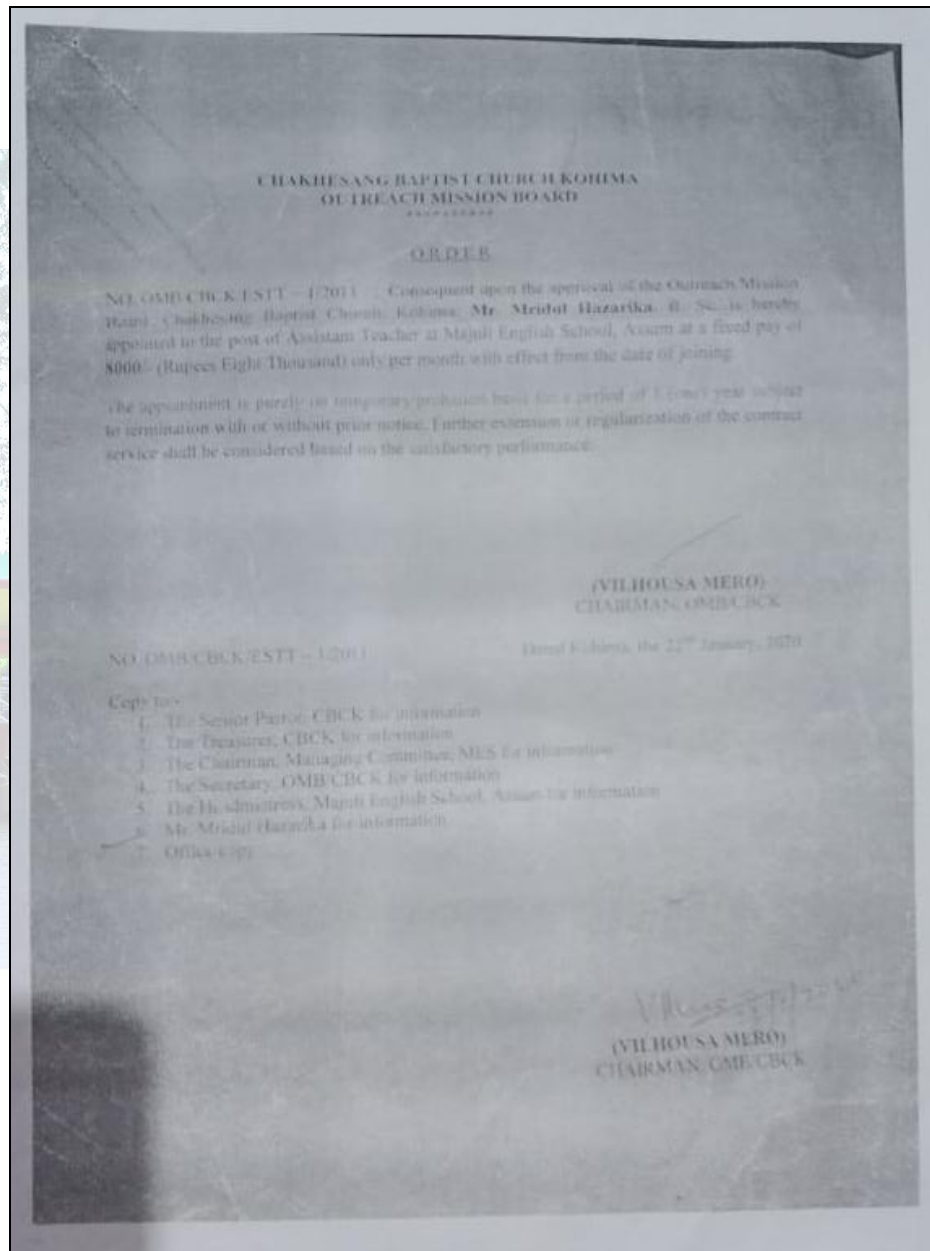 CHAKHESANG BAPTIST CHURCH KOHIMA
OUTREACH MISSION BOARD
**********
ORDER
NO. OMB/CBCK/ESTT – 1/2011 : Consequent upon the approval of the Outreach Mission
Board, Chakhesang Baptist Church, Kohima, Mr. Mridul Hazarika, B. Sc. is hereby
appointed to the post of Assistant Teacher at Majuli English School, Assam at a fixed pay of
8000/- (Rupees Eight Thousand) only per month with effect from the date of joining.
The appointment is purely on temporary/probation basis for a period of 1 (one) year subject
to termination with or without prior notice. Further extension or regularization of the contract
service shall be considered based on the satisfactory performance.
(VILHOUSA MERO)
CHAIRMAN, OMB/CBCK
NO. OMB/CBCK/ESTT – 1/2011 Dated Kohima, the 22nd January, 2020
Copy to:-
1. The Senior Pastor, CBCK for information
2. The Treasurer, CBCK for information
3. The Chairman, Managing Committee, MES for information
4. The Secretary, OMB/CBCK for information
5. The Headmistress, Majuli English School, Assam for information
6. Mr. Mridul Hazarika for information
7. Office copy
(VILHOUSA MERO)
CHAIRMAN, OMB/CBCK